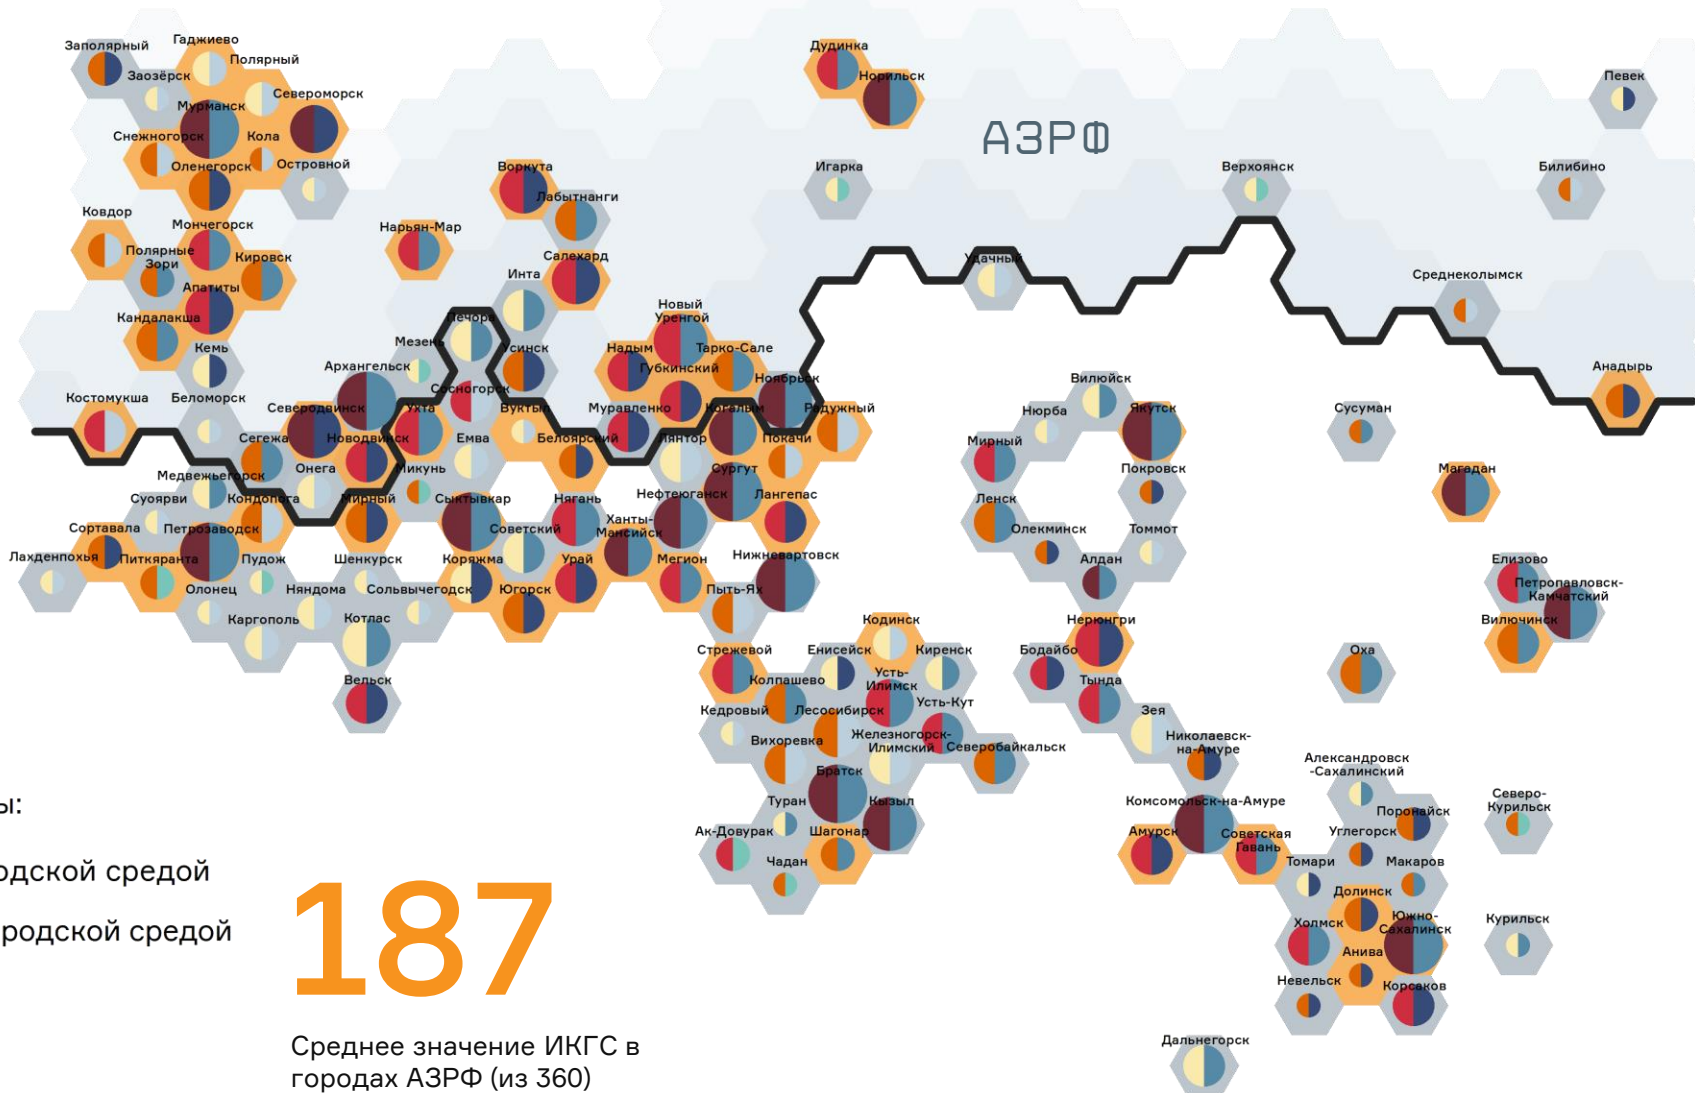 Заполярный
Гаджиево
Полярный
Заозёрск
Североморск
Мурманск
Снежногорск
Кола
Оленегорск
Островной
Дудинка
Норильск
Певек
АЗРФ
Игарка
Верхоянск
Билибино
Воркута
Лабытнанги
Ковдор
Мончегорск
Нарьян-Мар
Полярные
Зори
Кировск
Салехард
Удачный
Апатиты
Инта
Среднеколымск
Кандалакша
Новый
Уренгой
Печора
Кемь
Мезень
Усинск
Надым
Тарко-Сале
Архангельск
Губкинский
Ноябрьск
Вилюйск
Анадырь
Сосногорск
Костомукша
Беломорск
Северодвинск
Ухта
Вуктыл
Муравленко
Когалым
Радужный
Нюрба
Якутск
Сусуман
Сегежа
Новодвинск
Емва
Белоярский
Лянтор
Покачи
Мирный
Медвежьегорск
Онега
Микунь
Сургут
Покровск
Магадан
Суоярви
Кондопога
Мирный
Сыктывкар
Нягань
Нефтеюганск
Лангепас
Ленск
Сортавала
Петрозаводск
Советский
Ханты-
Мансийск
Олекминск
Томмот
Лахденпохья
Питкяранта
Пудож
Шенкурск
Коряжма
Урай
Мегион
Нижневартовск
Алдан
Елизово
Олонец
Няндома
Сольвычегодск
Югорск
Пыть-Ях
Петропавловск-
Камчатский
Каргополь
Котлас
Кодинск
Нерюнгри
Вилючинск
Стрежевой
Енисейск
Киренск
Бодайбо
Оха
Вельск
Колпашево
Усть-
Илимск
Тында
Кедровый
Лесосибирск
Усть-Кут
Зея
Вихоревка
Железногорск-
Илимский
Северобайкальск
Николаевск-
на-Амуре
Александровск
-Сахалинский
Братск
Туран
Кызыл
Комсомольск-на-Амуре
Поронайск
Северо-
Курильск
ы:
Ак-Довурак
Шагонар
Амурск
Советская
Гавань
Углегорск
Чадан
Томари
Макаров
одской средой
Долинск
Холмск
Южно-
Сахалинск
Курильск
родской средой
187
Анива
Невельск
Корсаков
Среднее значение ИКГС в
городах АЗРФ (из 360)
Дальнегорск